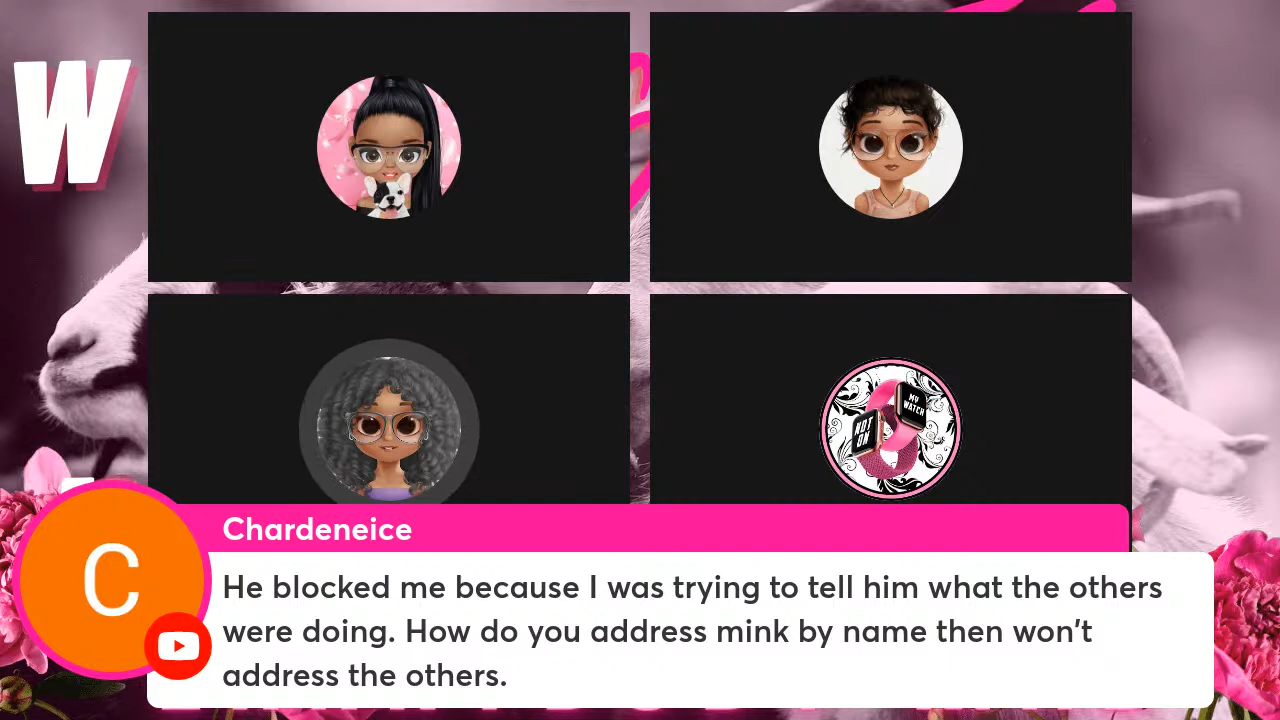 W
MY
WATCH
NOT
ON
Chardeneice
C
He blocked me because I was trying to tell him what the others
were doing. How do you address mink by name then won't
address the others.